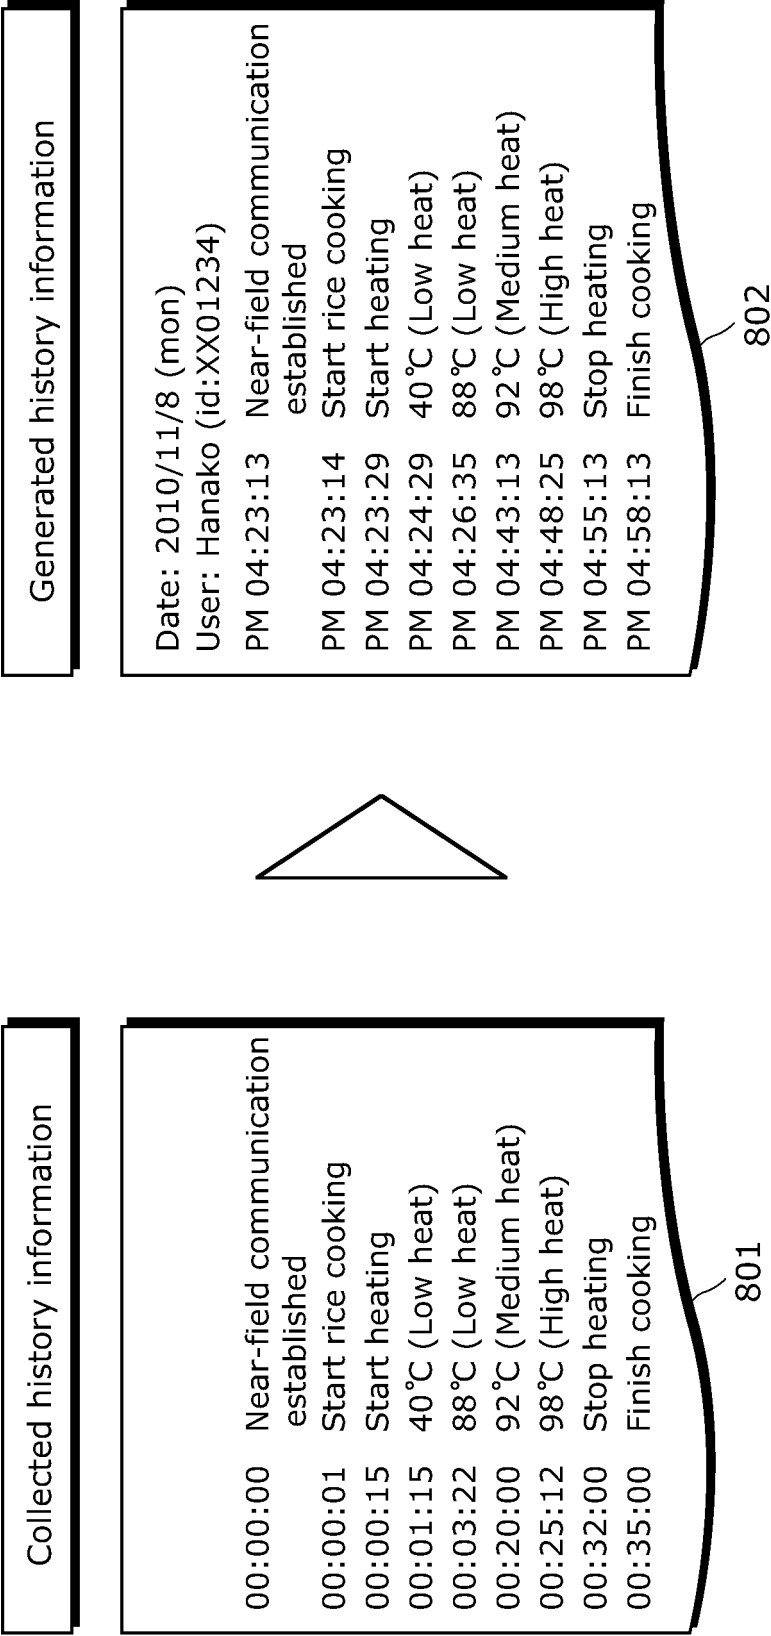 Collected history information
00:00:00 Near-field communication
established
00:00:01 Start rice cooking
00:00:15 Start heating
00:01:15 40℃ (Low heat)
00:03:22 88℃ (Low heat)
00:20:00 92℃ (Medium heat)
00:25:12 98℃ (High heat)
00:32:00 Stop heating
00:35:00 Finish cooking
801
Generated history information
Date: 2010/11/8 (mon)
User: Hanako (id:XX01234)
PM 04:23:13 Near-field communication
established
PM 04:23:14 Start rice cooking
PM 04:23:29 Start heating
PM 04:24:29 40℃ (Low heat)
PM 04:26:35 88℃ (Low heat)
PM 04:43:13 92℃ (Medium heat)
PM 04:48:25 98℃ (High heat)
PM 04:55:13 Stop heating
PM 04:58:13 Finish cooking
802